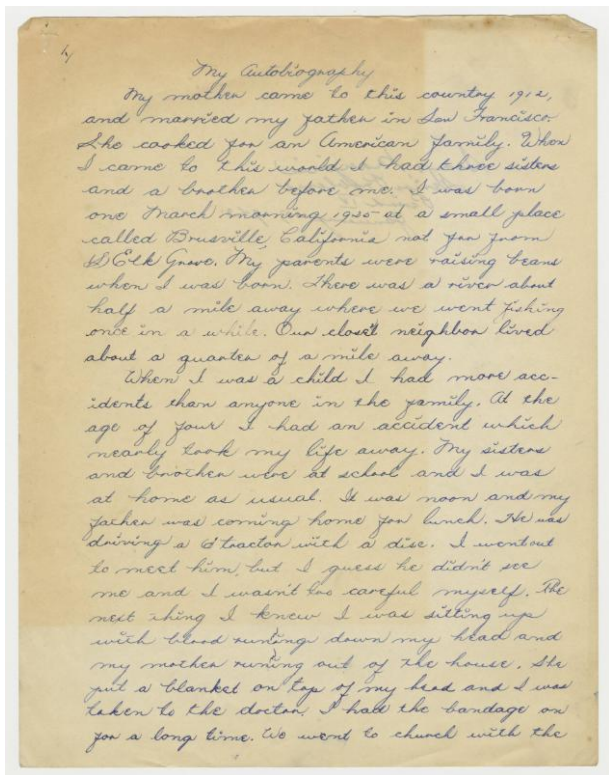 My Autobiography
My mother came to this country 1912,
and married my father in San Francisco.
She cooked for an American family. When
I came to this world I had three sisters
and a brother before me. I was born
one March morning 1925 at a small place
called Brusville, California not far from
Elk Grove. My parents were raising beans
when I was born. There was a river about
half a mile away where we went fishing
once in a while. Our closet neighbor lived
about a quarter of a mile away.
When I was a child I had more acc-
idents than anyone in the family. At the
age of four I had an accident which
nearly took my life away. My sisters
and brother were at school and I was
at home as usual. It was noon and my
father was coming home for lunch. He was
driving a tractor with a disc. I went out
to meet him, but I guess he didn't see
me and I wasn't too careful myself. The
nest thing I knew I was sitting up
with blood runing down my head and
my mother runing out of the house. She
put a blanket on top of my head and I was
taken to the doctor. I had the bandage on
for a long time. We went to church with the